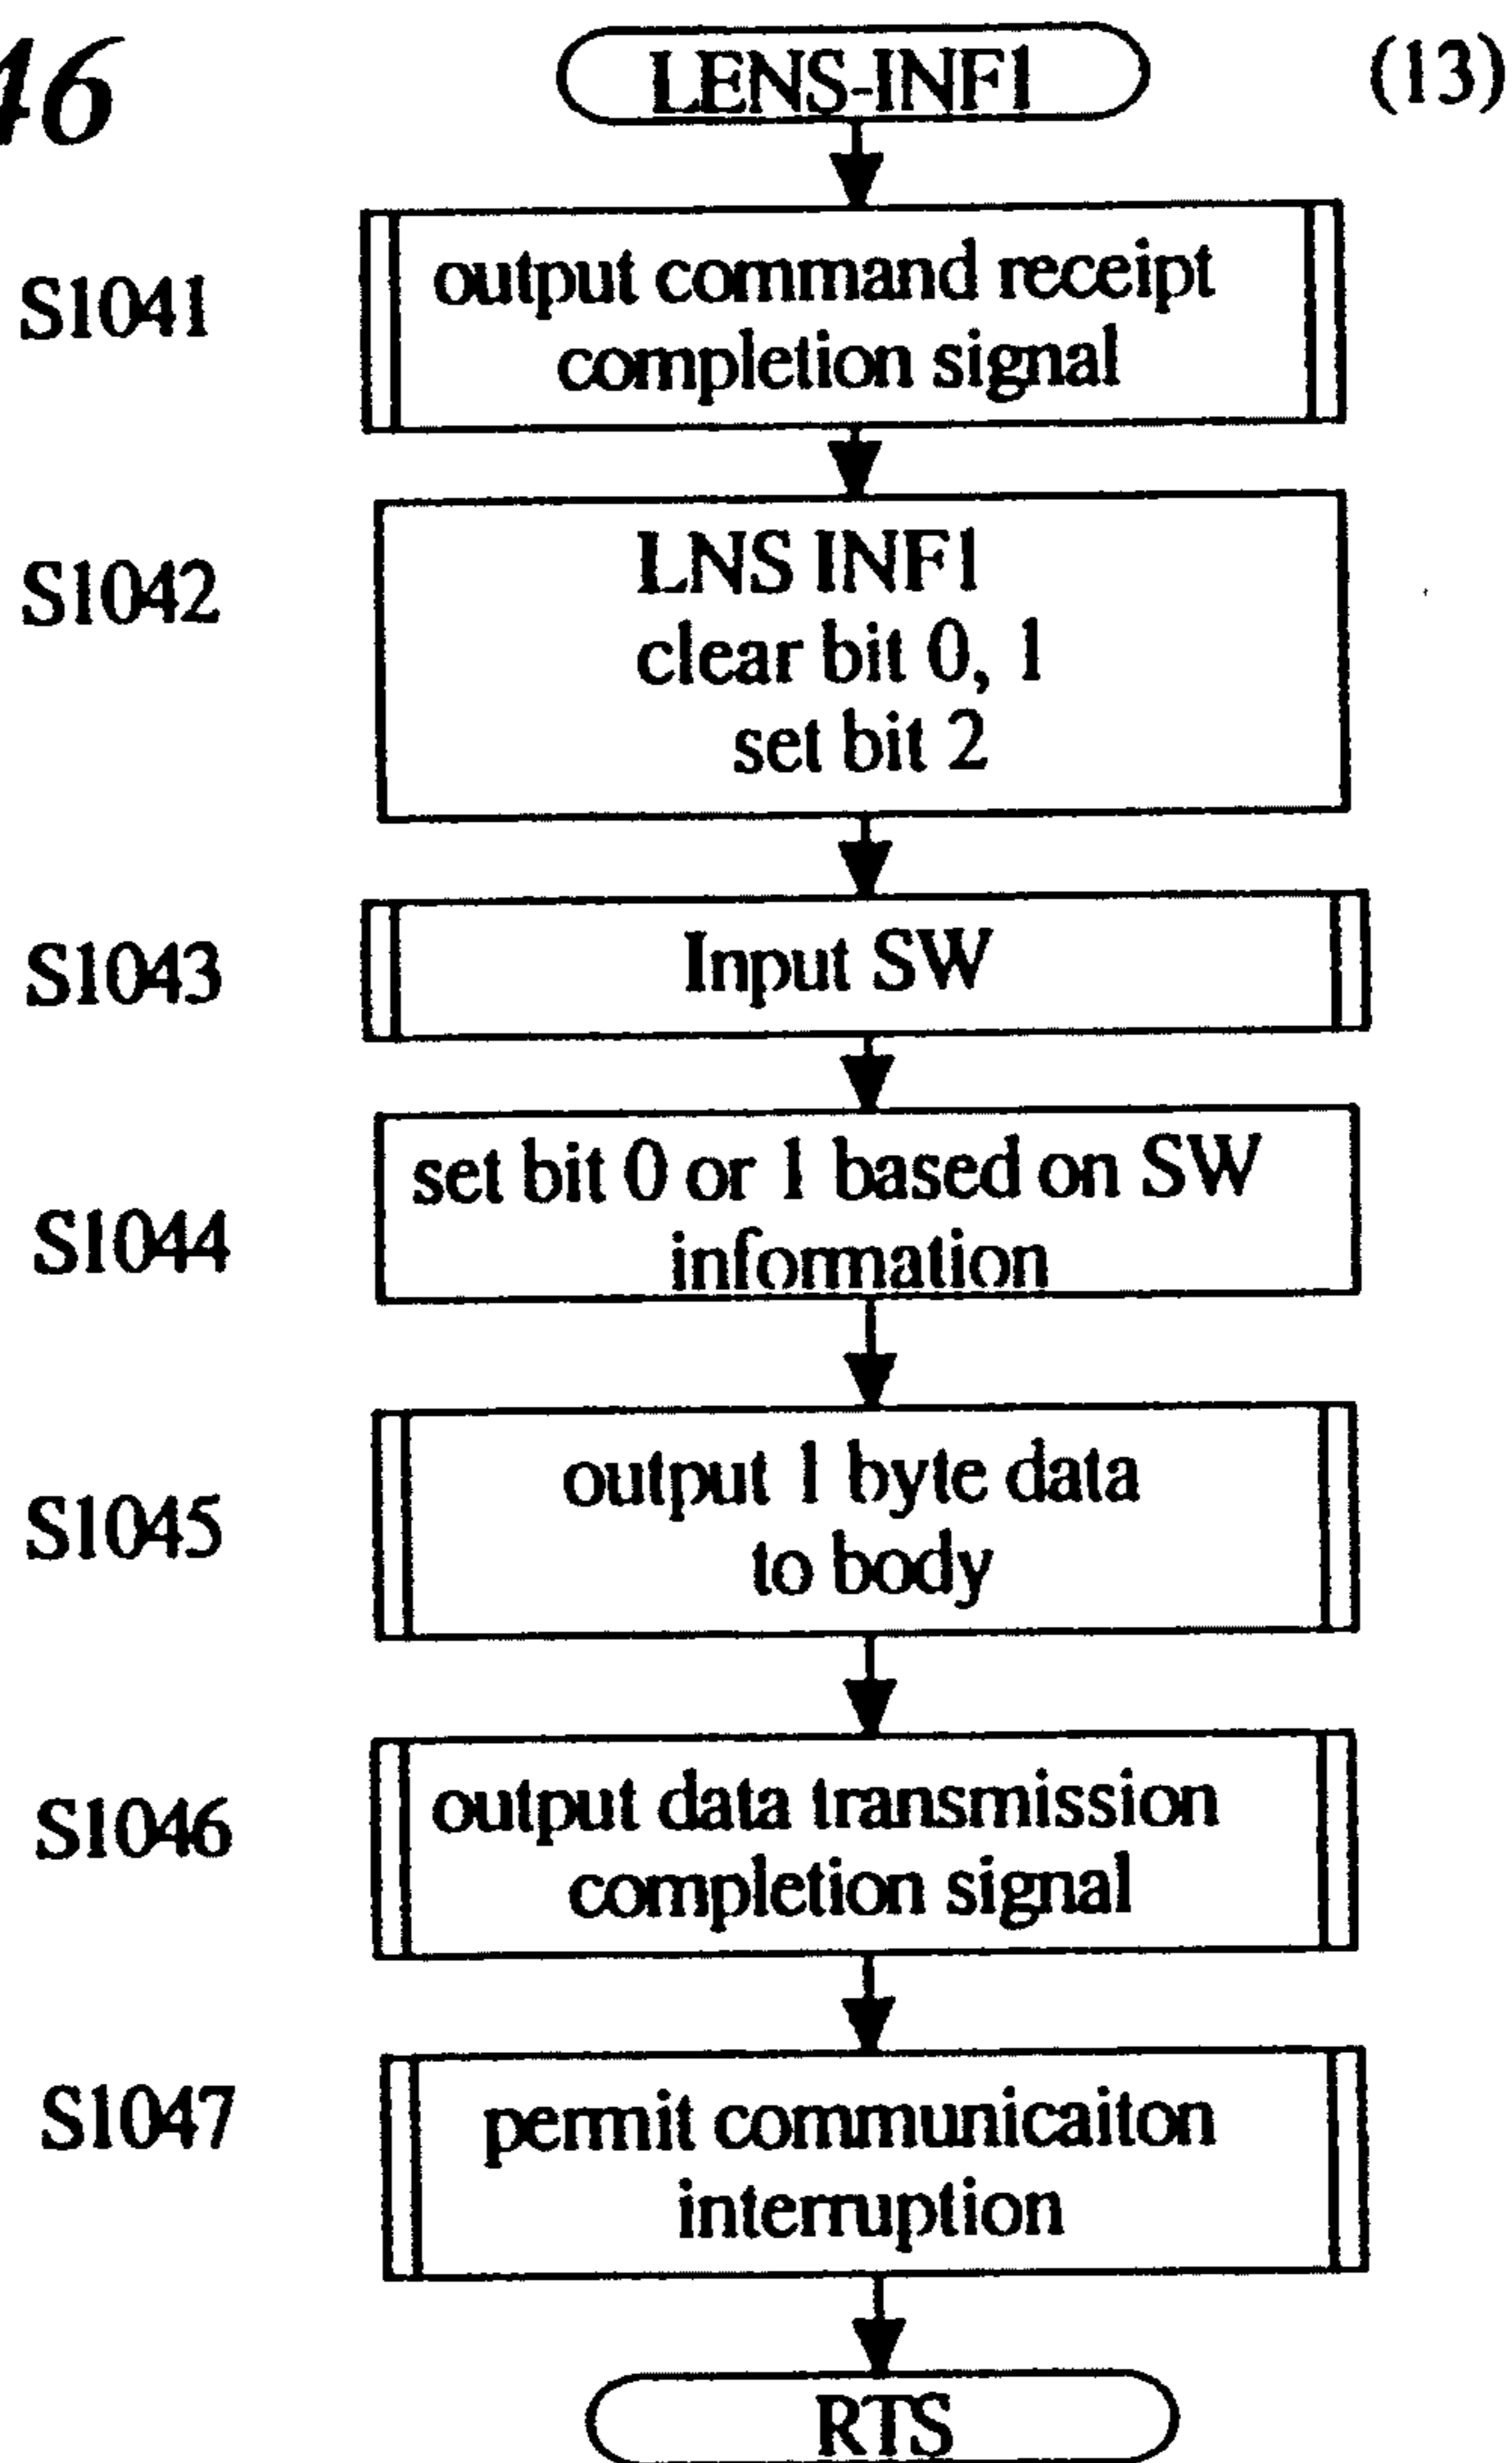 46
LENS-INF1
(13)
S1041
output command receipt
completion signal
S1042
LNS INF1
clear bit 0, 1
set bit 2
S1043
Input SW
S1044
set bit 0 or 1 based on SW
information
S1045
output 1 byte data
to body
S1046
output data transmission
completion signal
S1047
permit communicaiton
interruption
RTS